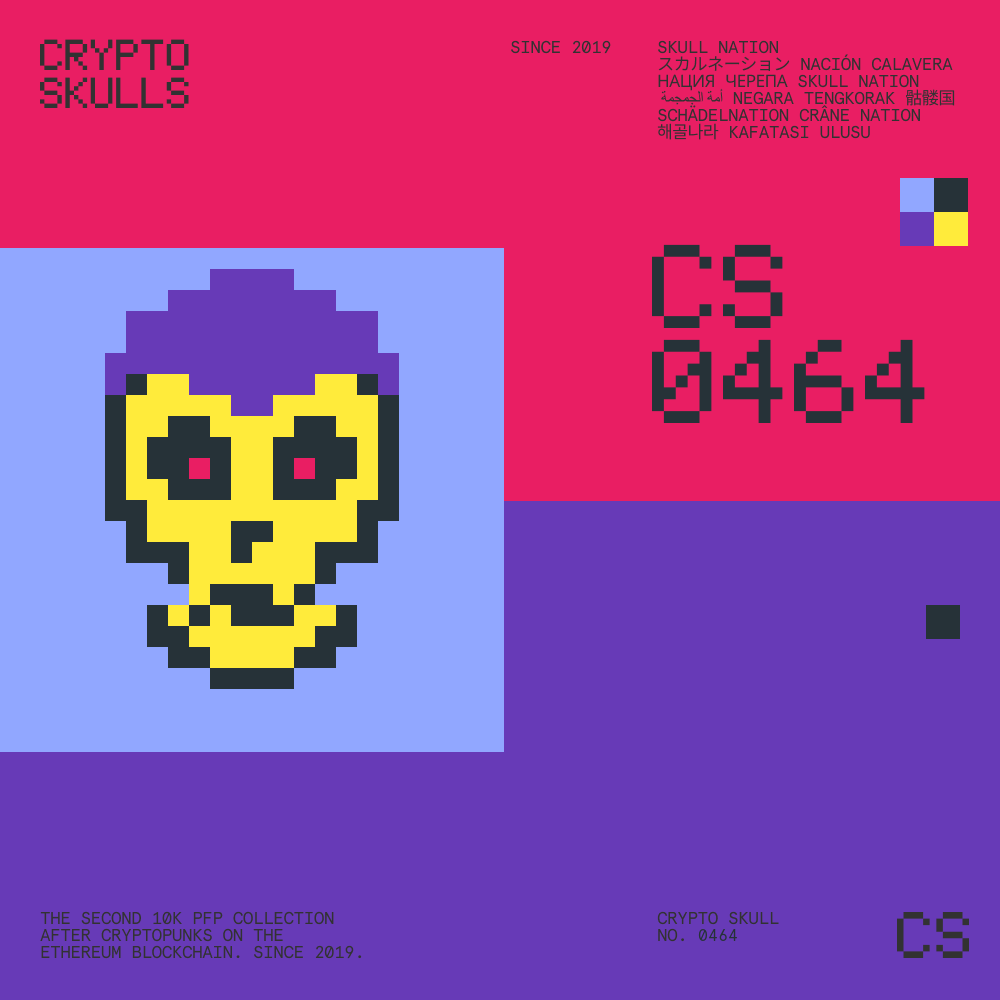 CRYPTO
SKULLS
SINCE 2019
SKULL NATION
スカルネーション NACIÓN CALAVERA
НАЦИЯ ЧЕРЕПА SKULL NATION
أمة الجمجمة NEGARA TENGKORAK 骷髅国
SCHÄDELNATION CRÂNE NATION
해골나라 KAFATASI ULUSU
CS
0464
THE SECOND 10K PFP COLLECTION
AFTER CRYPTOPUNKS ON THE
ETHEREUM BLOCKCHAIN. SINCE 2019.
CRYPTO SKULL
NO. 0464
CS